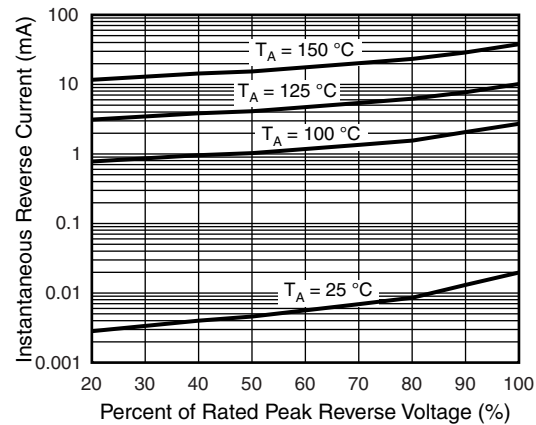 Instantaneous Reverse Current (mA)
100
10
1
0.1
0.01
0.001
T_A = 150 °C
T_A = 125 °C
T_A = 100 °C
T_A = 25 °C
20 30 40 50 60 70 80 90 100
Percent of Rated Peak Reverse Voltage (%)